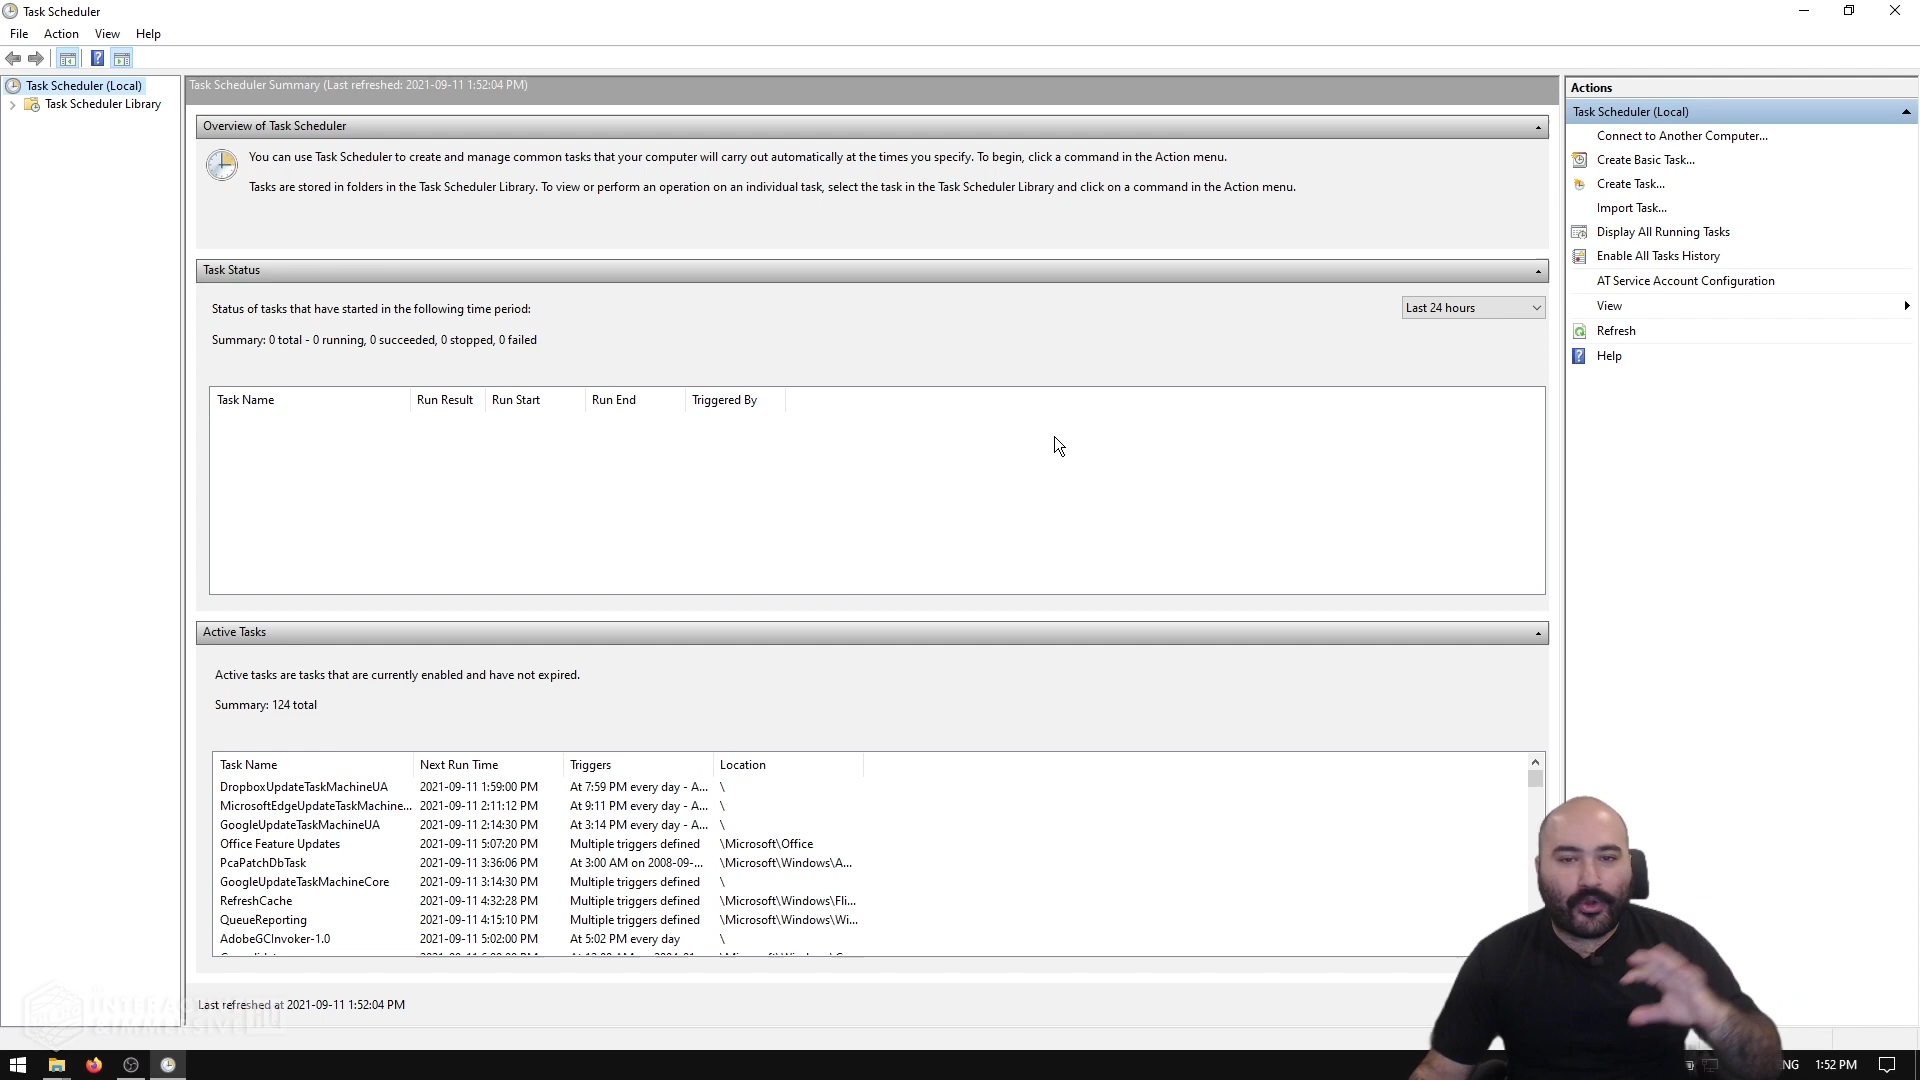 Task Scheduler
File Action View Help
Task Scheduler (Local)
Task Scheduler Library
Task Scheduler Summary (Last refreshed: 2021-09-11 1:52:04 PM)
Overview of Task Scheduler
You can use Task Scheduler to create and manage common tasks that your computer will carry out automatically at the times you specify. To begin, click a command in the Action menu.
Tasks are stored in folders in the Task Scheduler Library. To view or perform an operation on an individual task, select the task in the Task Scheduler Library and click on a command in the Action menu.
Task Status
Status of tasks that have started in the following time period:
Last 24 hours
Summary: 0 total - 0 running, 0 succeeded, 0 stopped, 0 failed
Task Name Run Result Run Start Run End Triggered By
Active Tasks
Active tasks are tasks that are currently enabled and have not expired.
Summary: 124 total
Task Name Next Run Time Triggers Location
DropboxUpdateTaskMachineUA 2021-09-11 1:59:00 PM At 7:59 PM every day - A... \
MicrosoftEdgeUpdateTaskMachine... 2021-09-11 2:11:12 PM At 9:11 PM every day - A... \
GoogleUpdateTaskMachineUA 2021-09-11 2:14:30 PM At 3:14 PM every day - A... \
Office Feature Updates 2021-09-11 5:07:20 PM Multiple triggers defined \Microsoft\Office
PcaPatchDbTask 2021-09-11 3:36:06 PM At 3:00 AM on 2008-09-... \Microsoft\Windows\A...
GoogleUpdateTaskMachineCore 2021-09-11 3:14:30 PM Multiple triggers defined \
RefreshCache 2021-09-11 4:32:28 PM Multiple triggers defined \Microsoft\Windows\Fli...
QueueReporting 2021-09-11 4:15:10 PM Multiple triggers defined \Microsoft\Windows\Wi...
AdobeGCInvoker-1.0 2021-09-11 5:02:00 PM At 5:02 PM every day \
Last refreshed at 2021-09-11 1:52:04 PM
Actions
Task Scheduler (Local)
Connect to Another Computer...
Create Basic Task...
Create Task...
Import Task...
Display All Running Tasks
Enable All Tasks History
AT Service Account Configuration
View
Refresh
Help
1:52 PM